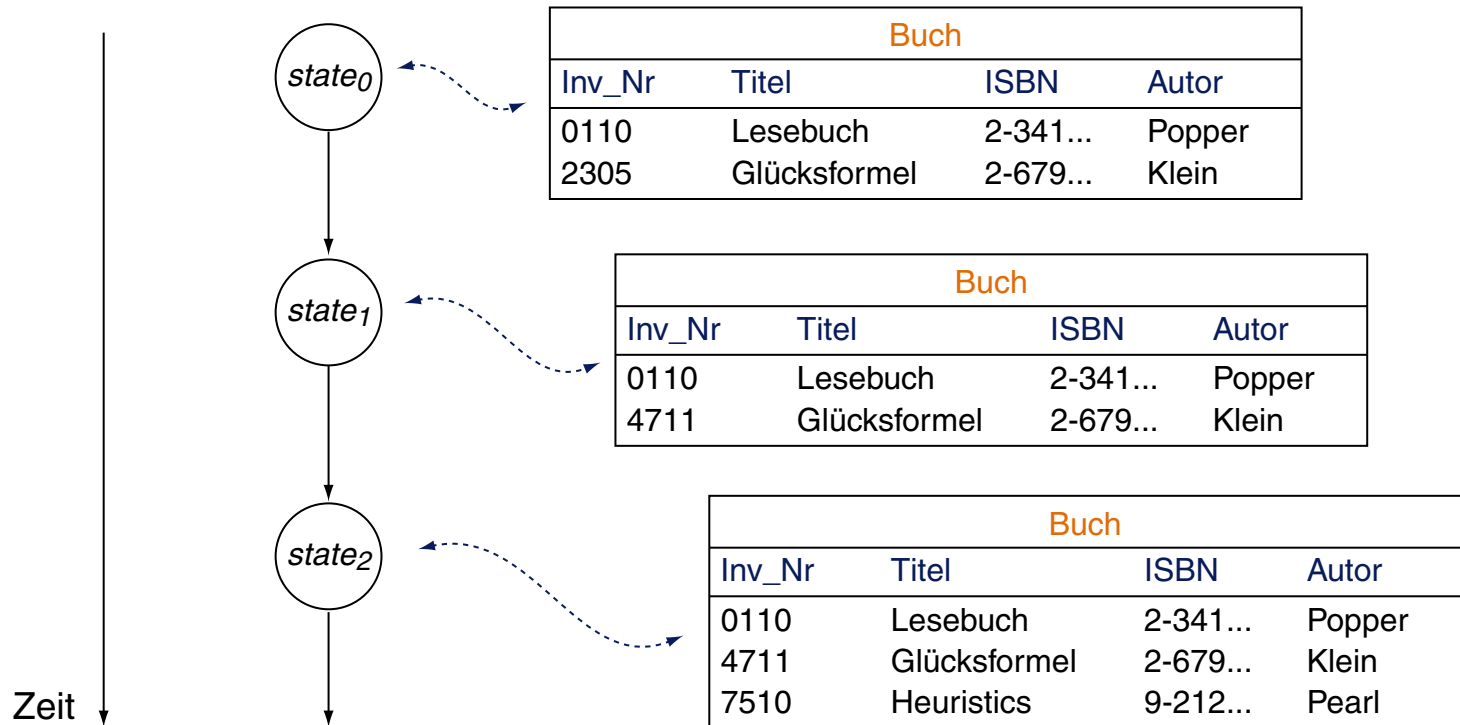 state0
Buch
Inv_Nr Titel ISBN Autor
0110 Lesebuch 2-341... Popper
2305 Glücksformel 2-679... Klein
state1
Buch
Inv_Nr Titel ISBN Autor
0110 Lesebuch 2-341... Popper
4711 Glücksformel 2-679... Klein
state2
Buch
Inv_Nr Titel ISBN Autor
0110 Lesebuch 2-341... Popper
4711 Glücksformel 2-679... Klein
7510 Heuristics 9-212... Pearl
Zeit